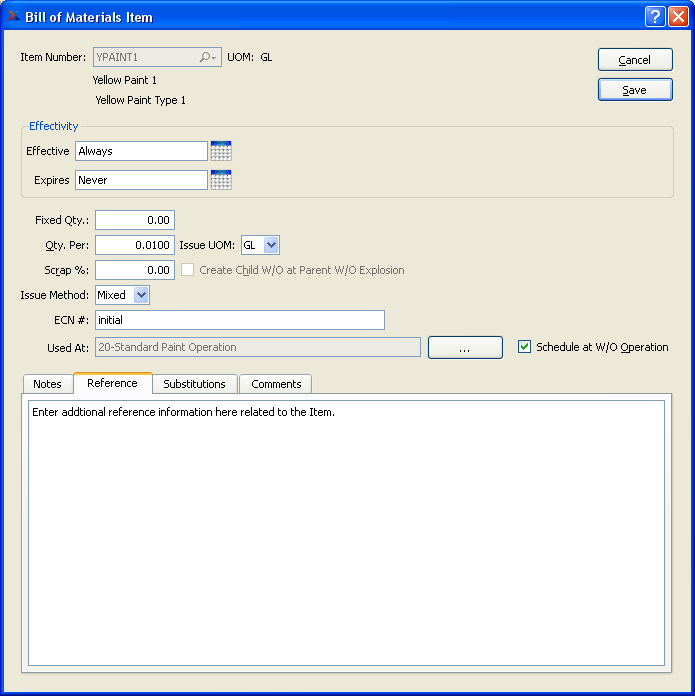 Bill of Materials Item
Item Number: YPAINT1 UOM: GL
Cancel
Yellow Paint 1
Save
Yellow Paint Type 1
Effectivity
Effective Always
Expires Never
Fixed Qty.: 0.00
Qty. Per: 0.0100 Issue UOM: GL
Scrap %: 0.00 Create Child W/O at Parent W/O Explosion
Issue Method: Mixed
ECN #: initial
Used At: 20-Standard Paint Operation ... Schedule at W/O Operation
Notes Reference Substitutions Comments
Enter addtional reference information here related to the Item.